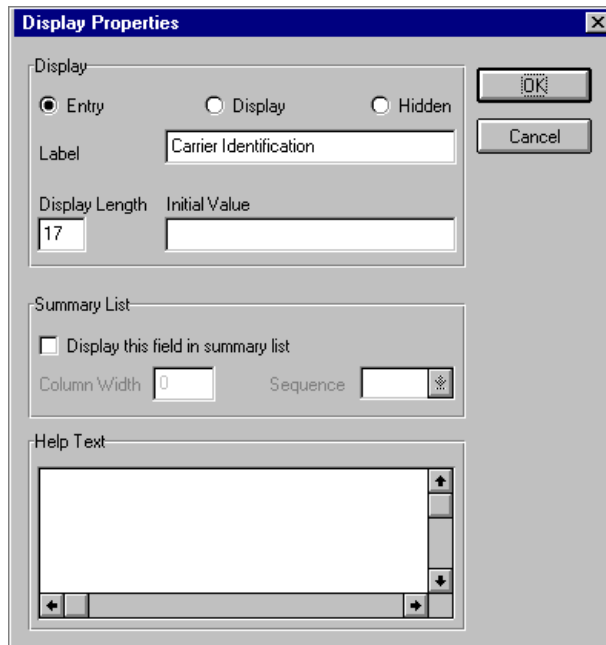 Display Properties
Display
OK
Entry
Display
Hidden
Cancel
Label
Carrier Identification
Display Length
Initial Value
17
Summary List
Display this field in summary list
Column Width
0
Sequence
Help Text